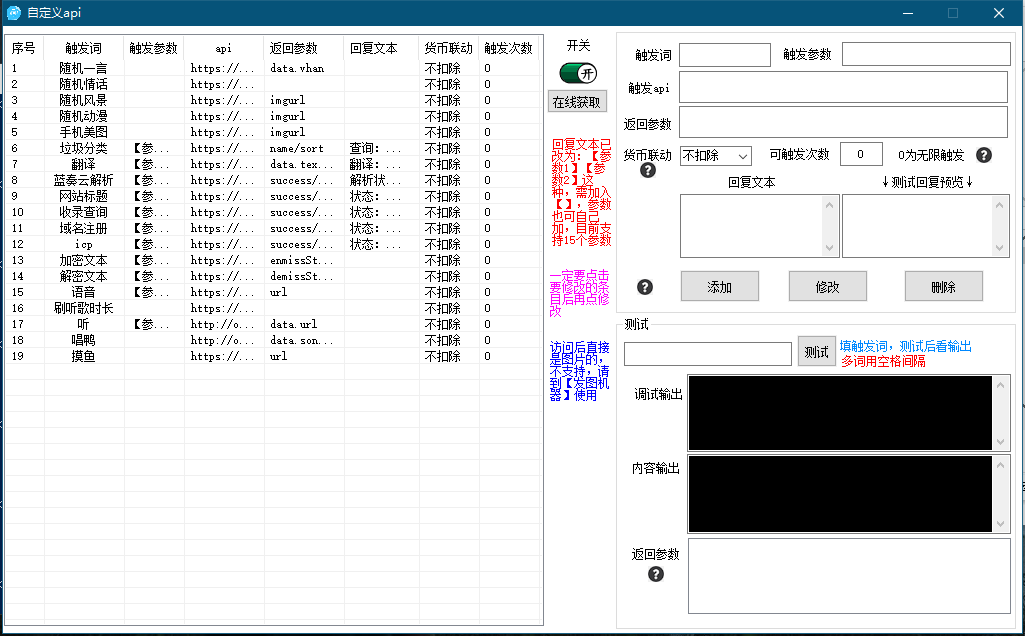 自定义api
序号 触发词 触发参数 api 返回参数 回复文本 货币联动 触发次数
1 随机一言 https://... data.vhan 不扣除 0
2 随机情话 https://... 不扣除 0
3 随机风景 https://... imgurl 不扣除 0
4 随机动漫 https://... imgurl 不扣除 0
5 手机美图 https://... imgurl 不扣除 0
6 垃圾分类 【参... https://... name/sort 查询：... 不扣除 0
7 翻译 【参... https://... data.tex... 翻译：... 不扣除 0
8 蓝奏云解析 【参... https://... success/... 解析状... 不扣除 0
9 网站标题 【参... https://... success/... 状态：... 不扣除 0
10 收录查询 【参... https://... success/... 状态：... 不扣除 0
11 域名注册 【参... https://... success/... 状态：... 不扣除 0
12 icp 【参... https://... success/... 状态：... 不扣除 0
13 加密文本 【参... https://... enmissSt... 不扣除 0
14 解密文本 【参... https://... demissSt... 不扣除 0
15 语音 【参... https://... url 不扣除 0
16 刷听歌时长 https://... 不扣除 0
17 听 【参... http://o... data.url 不扣除 0
18 唱鸭 http://o... data.son... 不扣除 0
19 摸鱼 https://... url 不扣除 0
开关
开
在线获取
回复文本已
改为：【参
数1】【参
数2】这
种，需加入
【】，参数
也可自己
加，目前支
持15个参数
一定要点击
要修改的条
目后再点修
改
访问后直接
是图片的，
不支持，请
到【发图机
器】使用
触发词 触发参数
触发api
返回参数
货币联动 不扣除 可触发次数 0 0为无限触发 ?
?
回复文本 ↓测试回复预览↓
? 添加 修改 删除
测试
测试 填触发词，测试后看输出
多词用空格间隔
调试输出
内容输出
返回参数
?